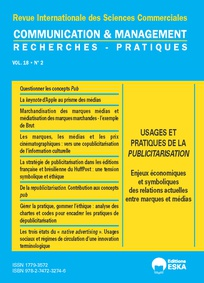 Revue Internationale des Sciences Commerciales
COMMUNICATION & MANAGEMENT
RECHERCHES - PRATIQUES
VOL. 18 • N° 2
Questionner les concepts Pub
La keynote d'Apple au prisme des médias
Marchandisation des marques médias et
médiatisation des marques marchandes - l'exemple
de Brut
Les marques, les médias et les prix
cinématographiques : vers une copublicitarisation
de l'information culturelle
La stratégie de publicitarisation dans les éditions
française et brésilienne du HuffPost : une tension
symbolique et éthique
De la republicitarisation. Contribution aux concepts
pub
Gérer la pratique, gommer l'éthique : analyse des
chartes et codes pour encadrer les pratiques de
dépublicitarisation
Les trois états du « native advertising ». Usages
sociaux et régimes de circulation d'une innovation
terminologique
USAGES ET
PRATIQUES DE LA
PUBLICITARISATION
Enjeux économiques
et symboliques
des relations actuelles
entre marques et médias
ISSN 1779-3572
ISBN 978-2-7472-3274-6
Editions
ESKA